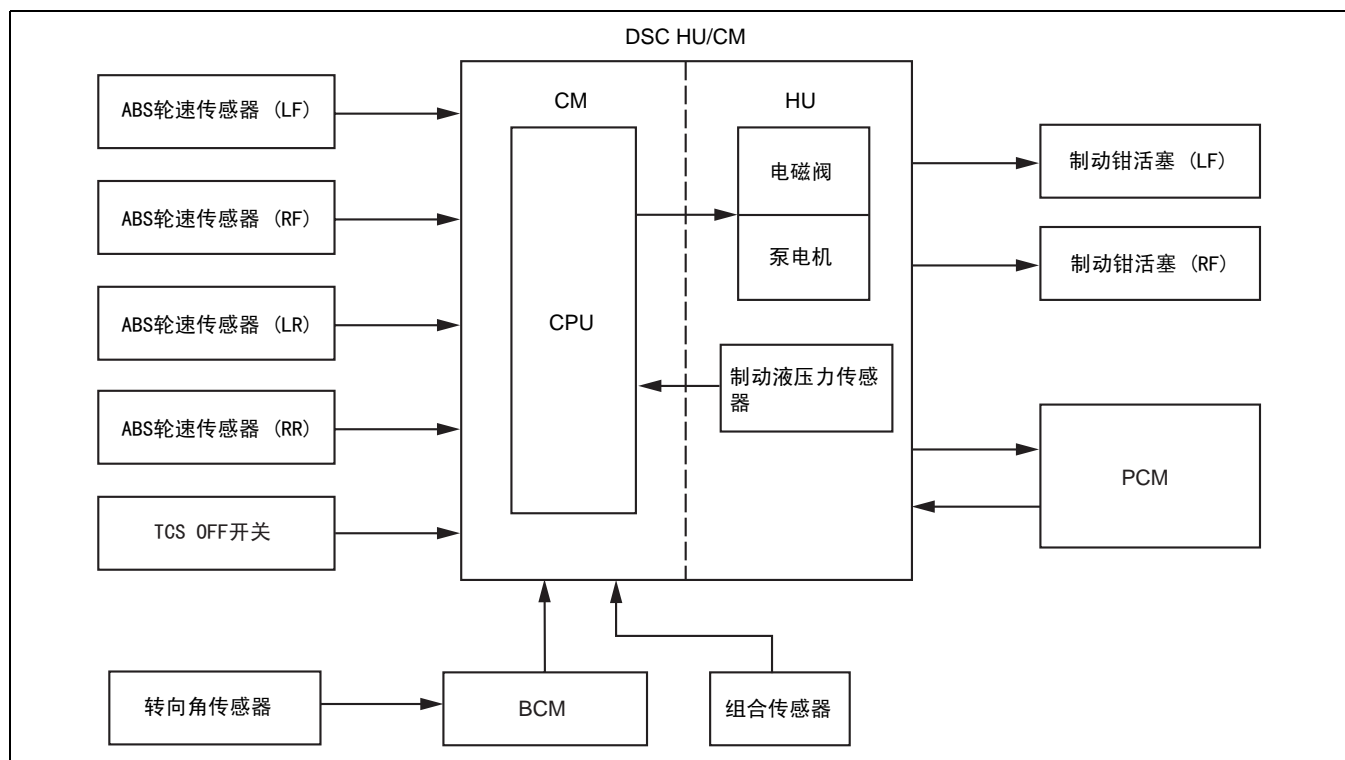 DSC HU/CM
CM
HU
ABS轮速传感器 (LF)
ABS轮速传感器 (RF)
ABS轮速传感器 (LR)
ABS轮速传感器 (RR)
TCS OFF开关
CPU
电磁阀
泵电机
制动液压力传感
器
制动钳活塞 (LF)
制动钳活塞 (RF)
PCM
转向角传感器
BCM
组合传感器